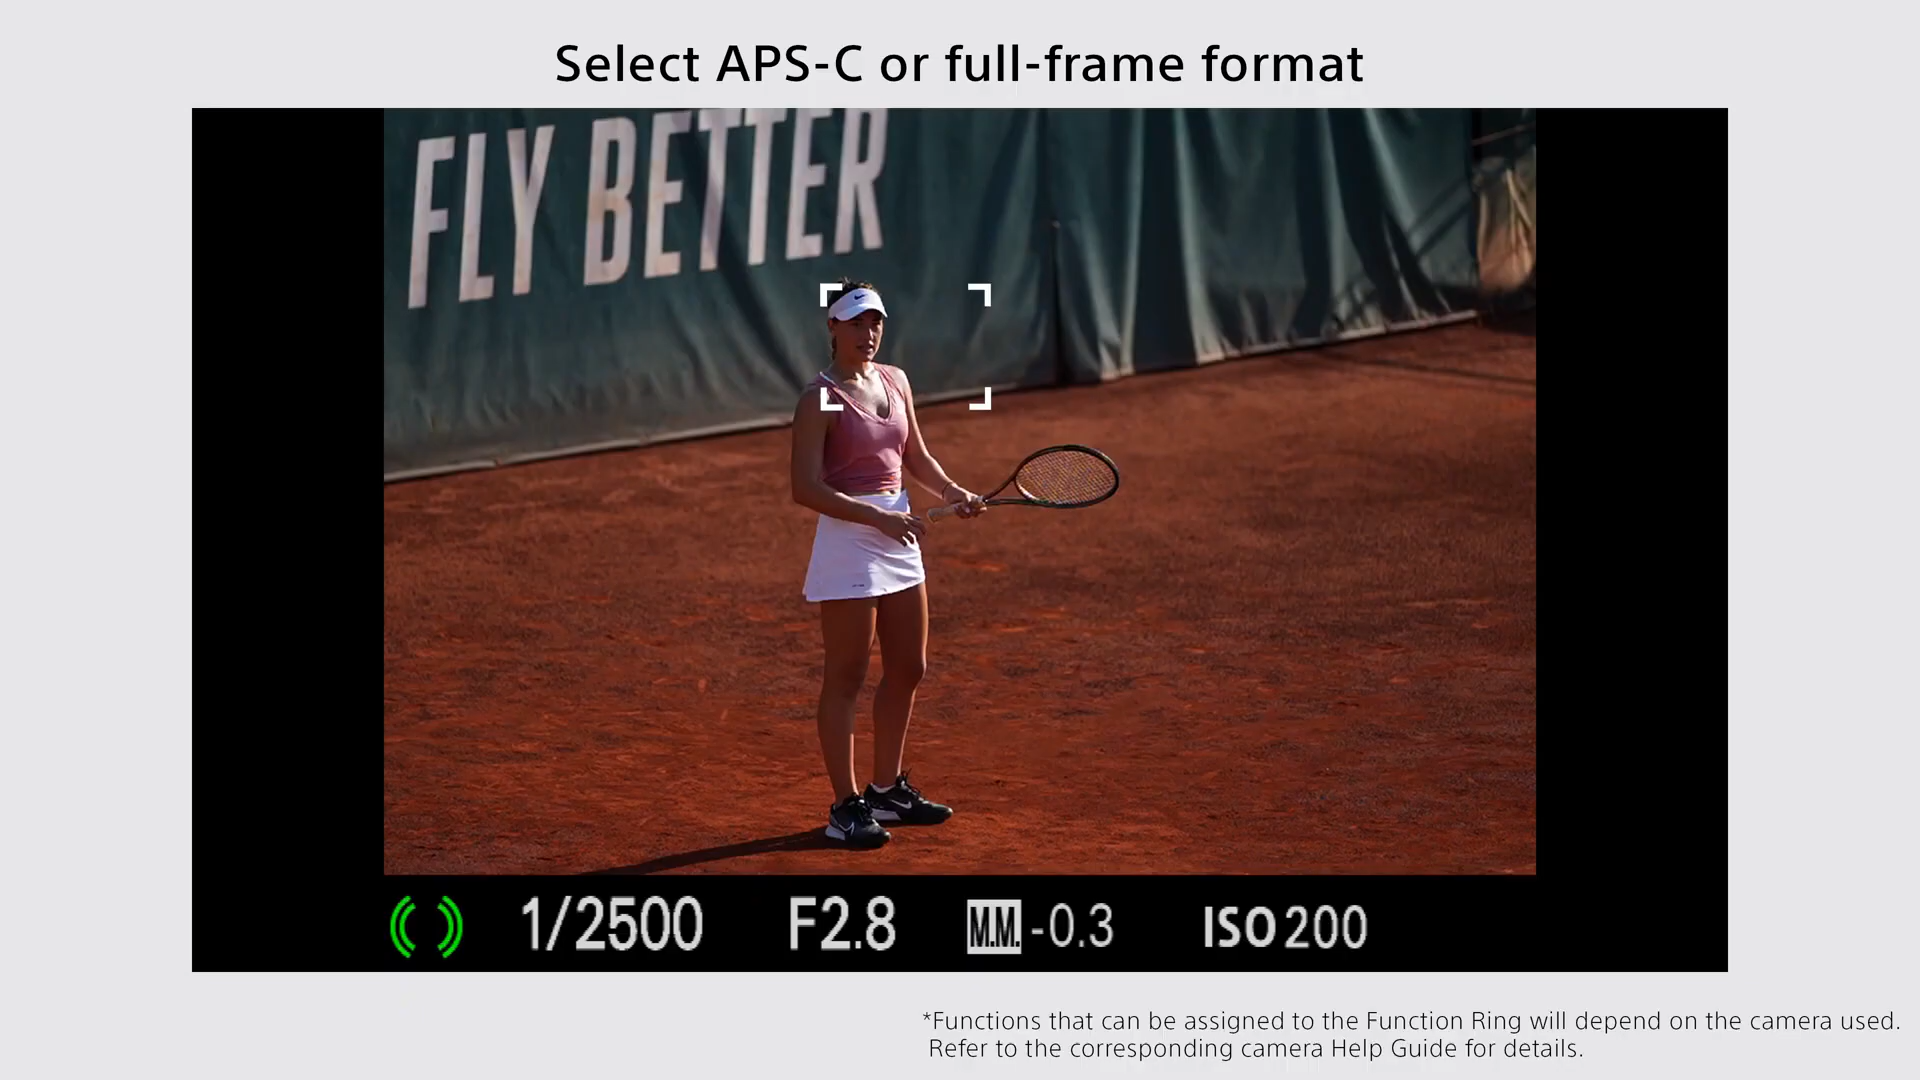 Select APS-C or full-frame format
FLY BETTER
1/2500 F2.8 M.M. -0.3 ISO 200
*Functions that can be assigned to the Function Ring will depend on the camera used.
Refer to the corresponding camera Help Guide for details.